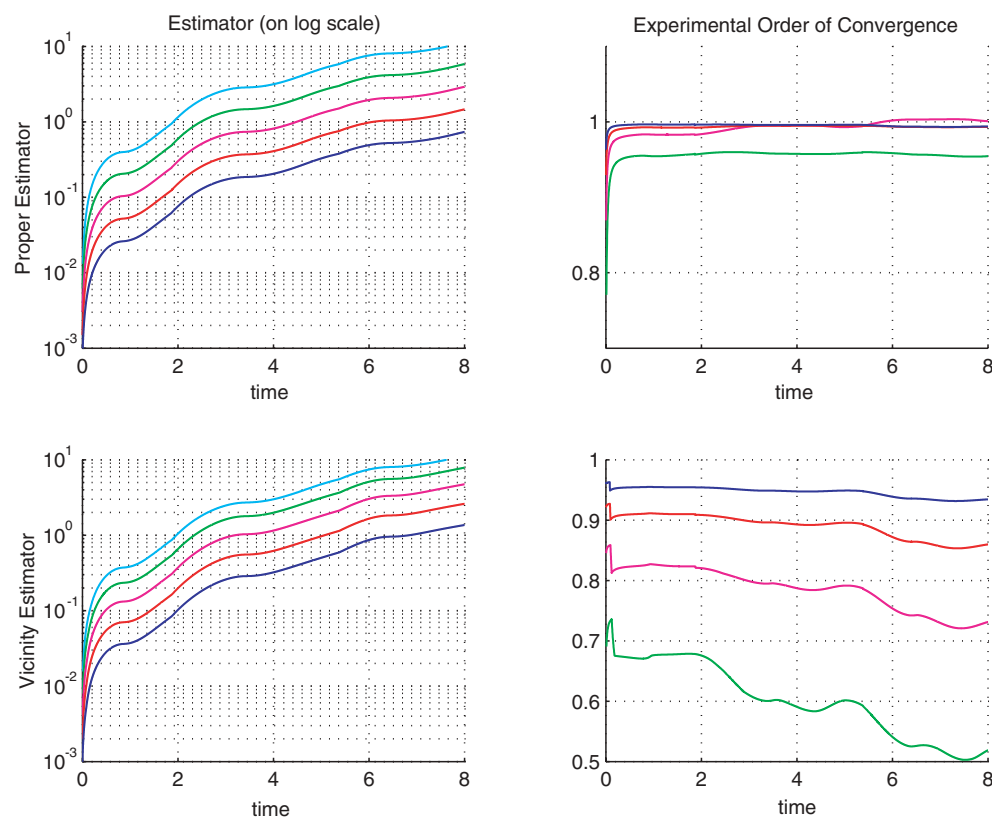 Estimator (on log scale)
Proper Estimator
10^1
10^0
10^-1
10^-2
10^-3
0 2 4 6 8
time
Experimental Order of Convergence
1
0.8
0 2 4 6 8
time
Vicinity Estimator
10^1
10^0
10^-1
10^-2
10^-3
0 2 4 6 8
time
1
0.9
0.8
0.7
0.6
0.5
0 2 4 6 8
time